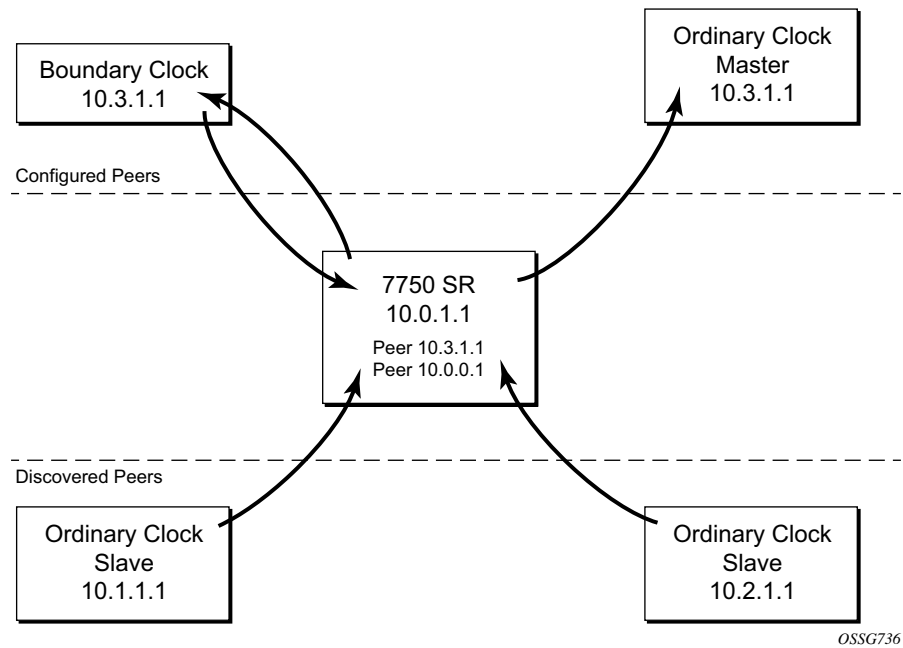 Boundary Clock
10.3.1.1
Ordinary Clock
Master
10.3.1.1
Configured Peers
7750 SR
10.0.1.1
Peer 10.3.1.1
Peer 10.0.0.1
Discovered Peers
Ordinary Clock
Slave
10.1.1.1
Ordinary Clock
Slave
10.2.1.1
OSSG736